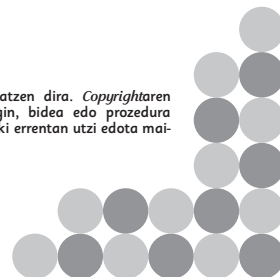 atzen dira. Copyrightaren
gin, bidea edo prozedura
ki errentan utzi edota mai-